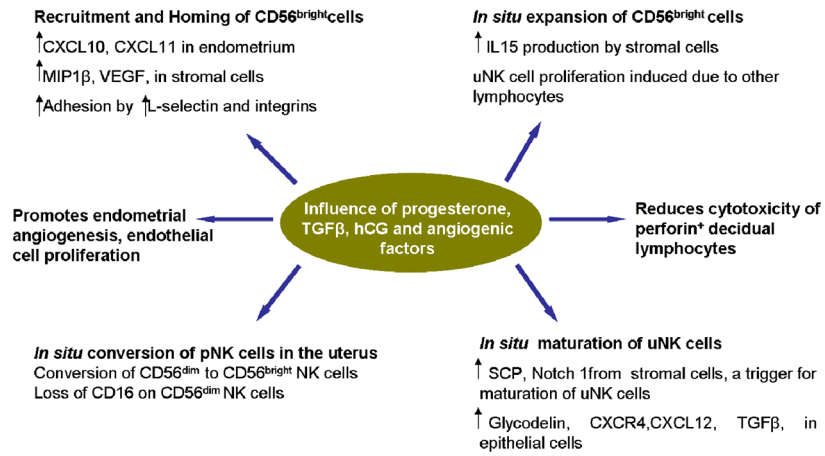 Recruitment and Homing of CD56brightcells
↑CXCL10, CXCL11 in endometrium
↑MIP1β, VEGF, in stromal cells
↑Adhesion by ↑L-selectin and integrins
In situ expansion of CD56bright cells
↑ IL15 production by stromal cells
uNK cell proliferation induced due to other
lymphocytes
Influence of progesterone,
TGFβ, hCG and angiogenic
factors
Promotes endometrial
angiogenesis, endothelial
cell proliferation
Reduces cytotoxicity of
perforin+ decidual
lymphocytes
In situ conversion of pNK cells in the uterus
Conversion of CD56dim to CD56bright NK cells
Loss of CD16 on CD56dim NK cells
In situ maturation of uNK cells
↑ SCP, Notch 1from stromal cells, a trigger for
maturation of uNK cells
↑ Glycodelin, CXCR4,CXCL12, TGFβ, in
epithelial cells